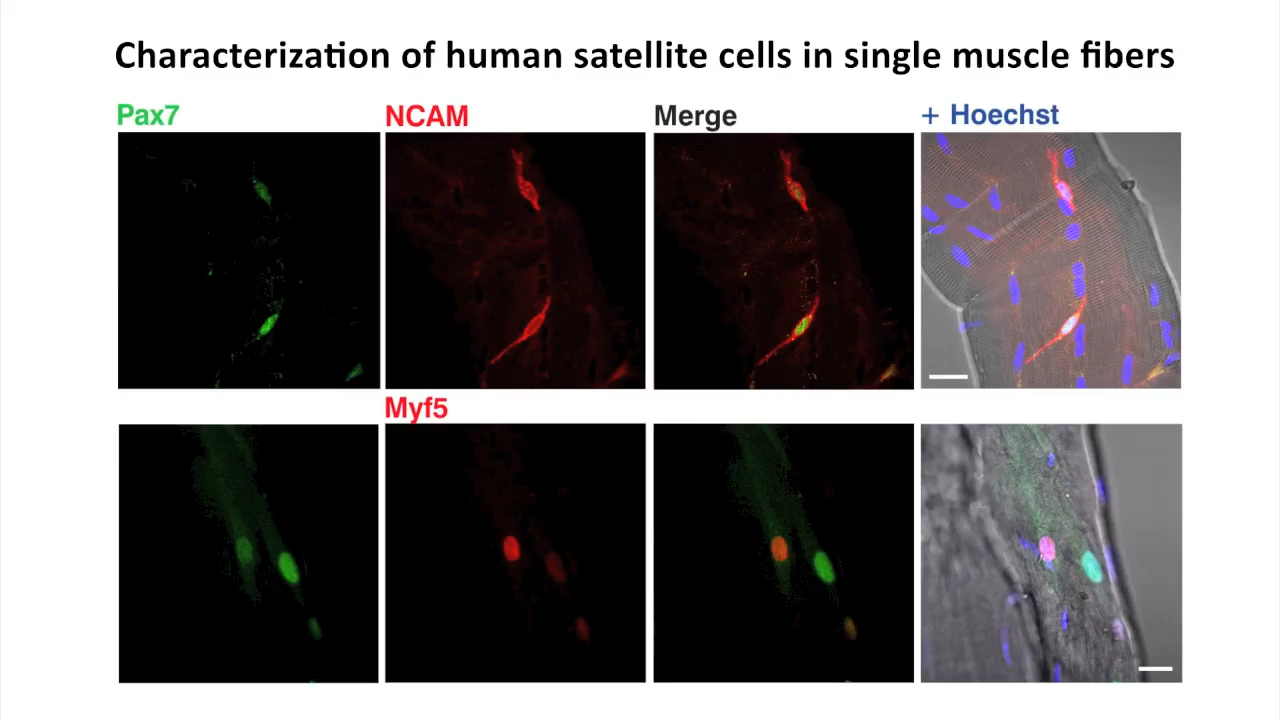 Characterization of human satellite cells in single muscle fibers
Pax7 NCAM Merge + Hoechst
Myf5